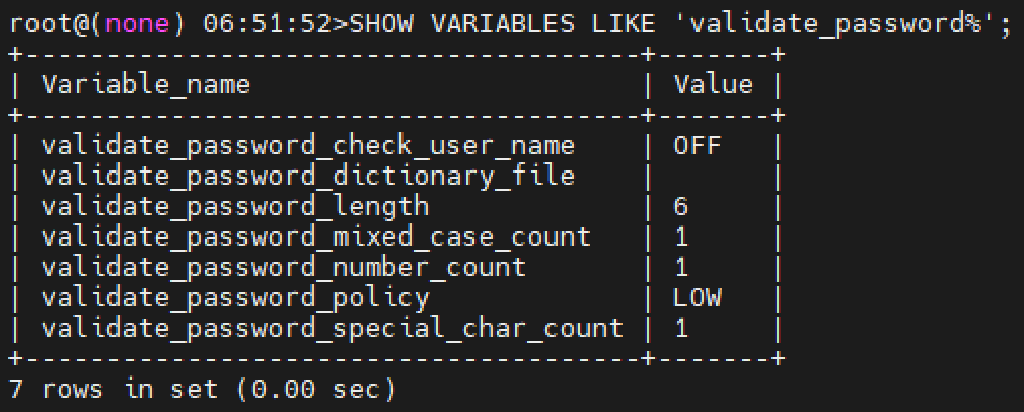 root@(none) 06:51:52>SHOW VARIABLES LIKE 'validate_password%';
+--------------------------------------+-------+
| Variable_name                        | Value |
+--------------------------------------+-------+
| validate_password_check_user_name    | OFF   |
| validate_password_dictionary_file    |       |
| validate_password_length             | 6     |
| validate_password_mixed_case_count   | 1     |
| validate_password_number_count       | 1     |
| validate_password_policy             | LOW   |
| validate_password_special_char_count | 1     |
+--------------------------------------+-------+
7 rows in set (0.00 sec)